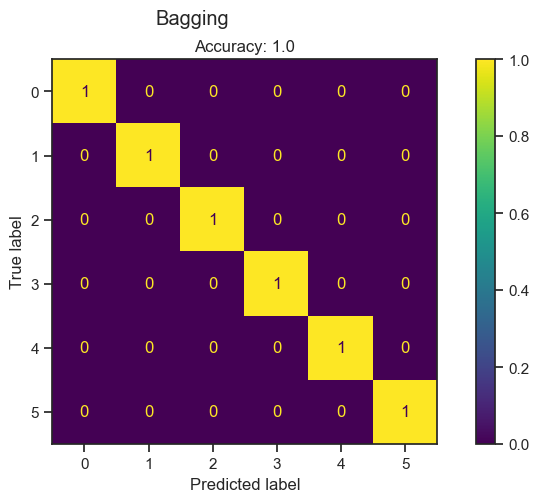 Bagging
Accuracy: 1.0
0 1 0 0 0 0 0
1 0 1 0 0 0 0
2 0 0 1 0 0 0
3 0 0 0 1 0 0
4 0 0 0 0 1 0
5 0 0 0 0 0 1
0 1 2 3 4 5
True label
Predicted label
1.0
0.8
0.6
0.4
0.2
0.0